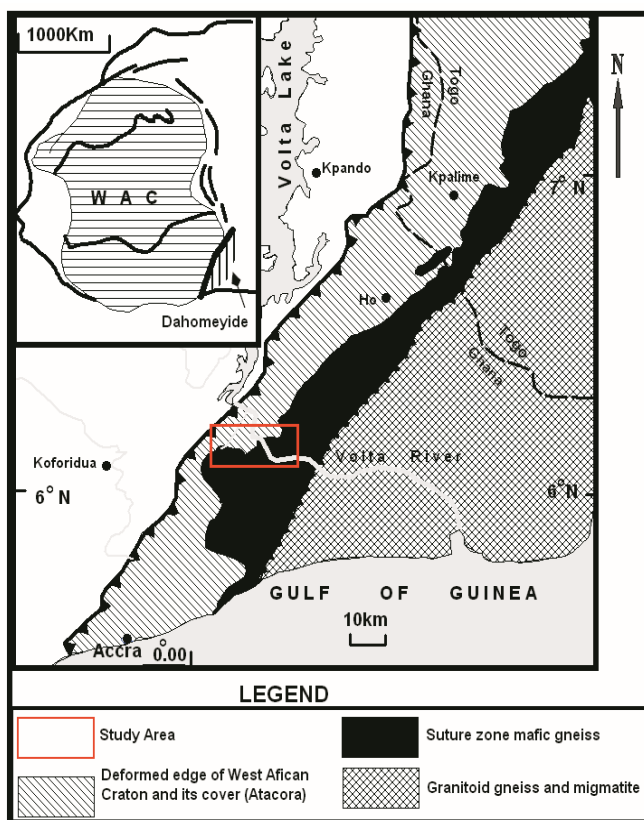 1000Km
N
Volta Lake
Togo
Ghana
Kpando
Kpalime
7° N
W A C
Ho
Dahomeyide
Togo
Ghana
Koforidua
Volta River
6° N
6° N
GULF OF GUINEA
10km
Accra
0.00°
LEGEND
Study Area
Suture zone mafic gneiss
Deformed edge of West Afican
Craton and its cover (Atacora)
Granitoid gneiss and migmatite